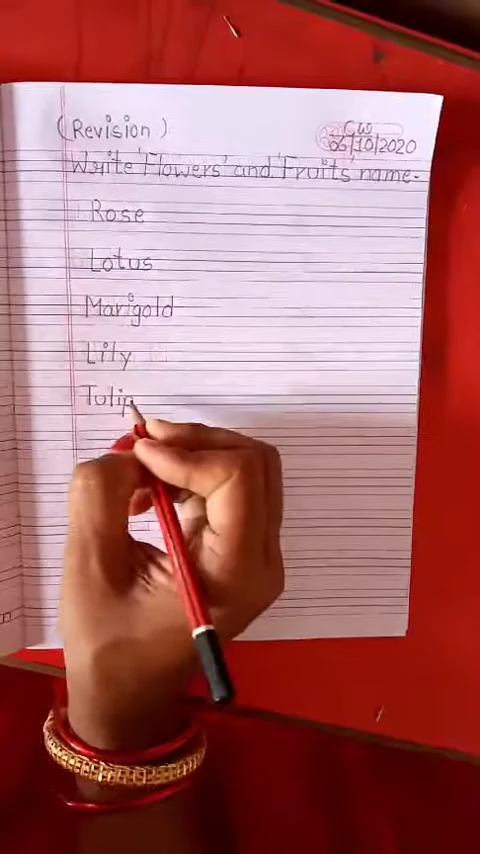 (Revision)
CW
06/10/2020
Write 'Flowers' and 'Fruits' name-
Rose
Lotus
Marigold
Lily
Tulip